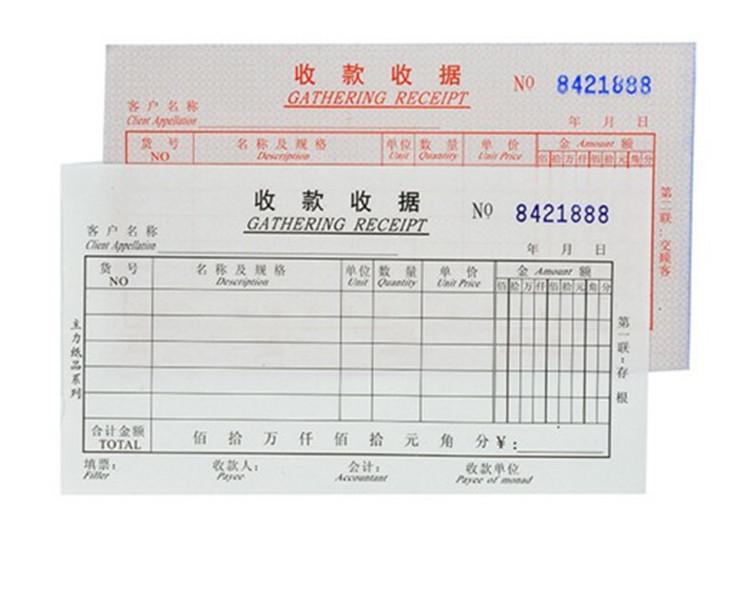 收款收据
GATHERING RECEIPT
NO 8421888
客户名称
Client Appellation
年 月 日
货号 名称及规格 单位 数量 单价 金 Amount 额
NO Description Unit Quantity Unit Price 佰拾万仟佰拾元角分
第二联:交顾客
收款收据
GATHERING RECEIPT
NO 8421888
客户名称
Client Appellation
年 月 日
货号 名称及规格 单位 数量 单价 金 Amount 额
NO Description Unit Quantity Unit Price 佰拾万仟佰拾元角分
主力纸品系列
第一联:存根
合计金额 佰 拾 万 仟 佰 拾 元 角 分 ¥:
TOTAL
填票: 收款人: 会计: 收款单位
Filler Payee Accountant Payee of monad